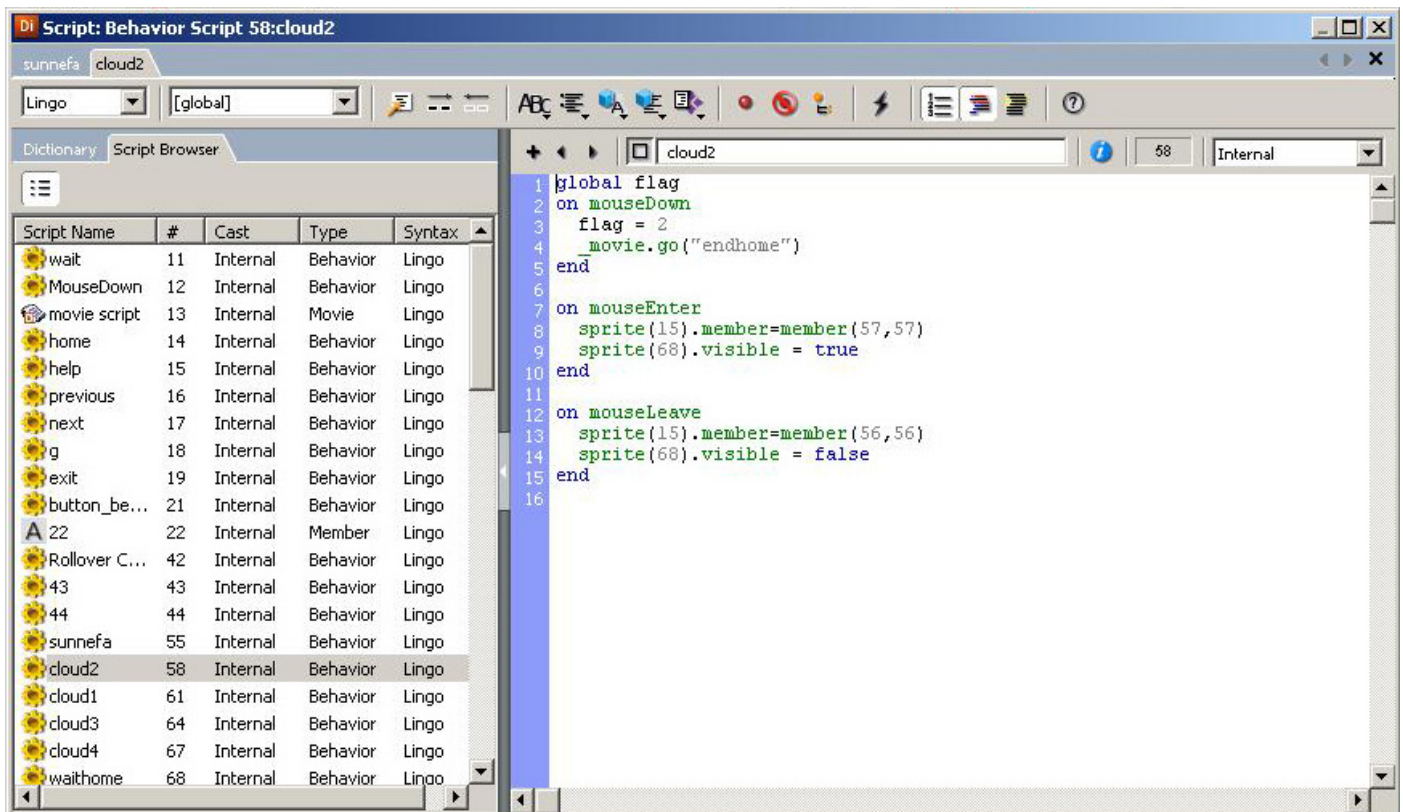 Di Script: Behavior Script 58:cloud2
sunnefa cloud2
Lingo [global] ABC
Dictionary Script Browser
cloud2 58 Internal
Script Name # Cast Type Syntax
wait 11 Internal Behavior Lingo
MouseDown 12 Internal Behavior Lingo
movie script 13 Internal Movie Lingo
home 14 Internal Behavior Lingo
help 15 Internal Behavior Lingo
previous 16 Internal Behavior Lingo
next 17 Internal Behavior Lingo
g 18 Internal Behavior Lingo
exit 19 Internal Behavior Lingo
button_be... 21 Internal Behavior Lingo
A 22 22 Internal Member Lingo
Rollover C... 42 Internal Behavior Lingo
43 43 Internal Behavior Lingo
44 44 Internal Behavior Lingo
sunnefa 55 Internal Behavior Lingo
cloud2 58 Internal Behavior Lingo
cloud1 61 Internal Behavior Lingo
cloud3 64 Internal Behavior Lingo
cloud4 67 Internal Behavior Lingo
waithome 68 Internal Behavior Lingo
1 global flag
2 on mouseDown
3 flag = 2
4 _movie.go("endhome")
5 end
6
7 on mouseEnter
8 sprite(15).member=member(57,57)
9 sprite(68).visible = true
10 end
11
12 on mouseLeave
13 sprite(15).member=member(56,56)
14 sprite(68).visible = false
15 end
16